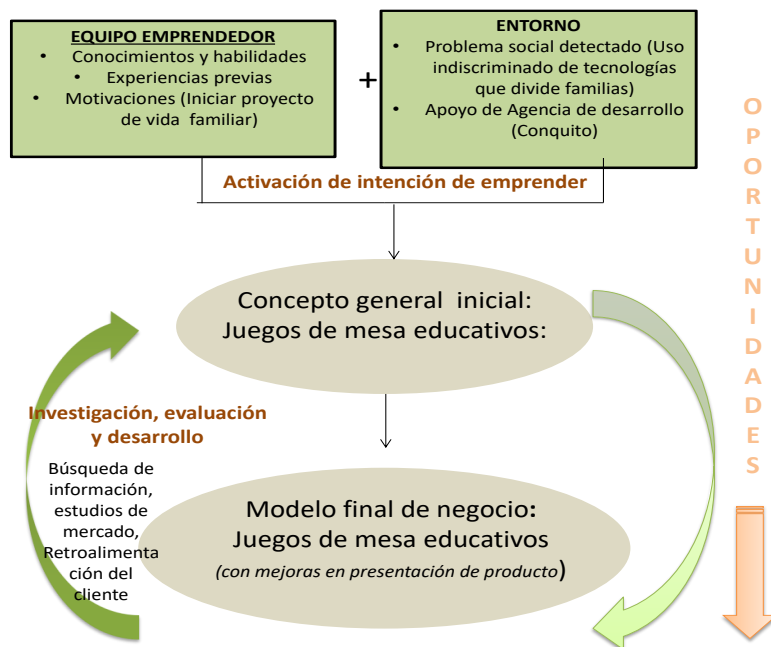 EQUIPO EMPRENDEDOR
• Conocimientos y habilidades
• Experiencias previas
• Motivaciones (Iniciar proyecto
de vida familiar)
+
ENTORNO
• Problema social detectado (Uso
indiscriminado de tecnologías
que divide familias)
• Apoyo de Agencia de desarrollo
(Conquito)
Activación de intención de emprender
Concepto general inicial:
Juegos de mesa educativos:
Investigación, evaluación
y desarrollo
Búsqueda de
información,
estudios de
mercado,
Retroalimenta
ción del
cliente
Modelo final de negocio:
Juegos de mesa educativos
(con mejoras en presentación de producto)
O
P
O
R
T
U
N
I
D
A
D
E
S